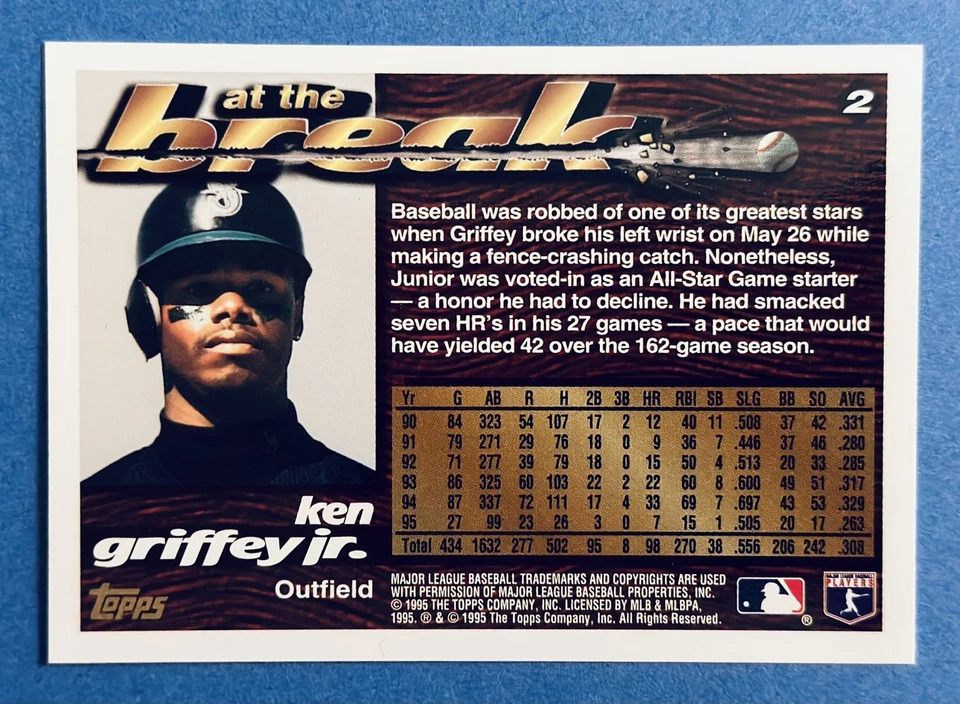 at the
break
2
Baseball was robbed of one of its greatest stars
when Griffey broke his left wrist on May 26 while
making a fence-crashing catch. Nonetheless,
Junior was voted-in as an All-Star Game starter
— a honor he had to decline. He had smacked
seven HR's in his 27 games — a pace that would
have yielded 42 over the 162-game season.
Yr G AB R H 2B 3B HR RBI SB SLG BB SO AVG
90 84 323 54 107 17 2 12 40 11 .508 37 42 .331
91 79 271 29 76 18 0 9 36 7 .446 37 46 .280
92 71 277 39 79 18 0 15 50 4 .513 20 33 .285
93 86 325 60 103 22 2 22 60 8 .600 49 51 .317
94 87 337 72 111 17 4 33 69 7 .697 43 53 .329
95 27 99 23 26 3 0 7 15 1 .505 20 17 .263
Total 434 1632 277 502 95 8 98 270 38 .556 206 242 .308
ken
griffey jr.
Outfield
TOPPS
MAJOR LEAGUE BASEBALL TRADEMARKS AND COPYRIGHTS ARE USED
WITH PERMISSION OF MAJOR LEAGUE BASEBALL PROPERTIES, INC.
© 1995 THE TOPPS COMPANY, INC. LICENSED BY MLB & MLBPA,
1995. ® & © 1995 The Topps Company, Inc. All Rights Reserved.
®
MAJOR LEAGUE BASEBALL
PLAYERS